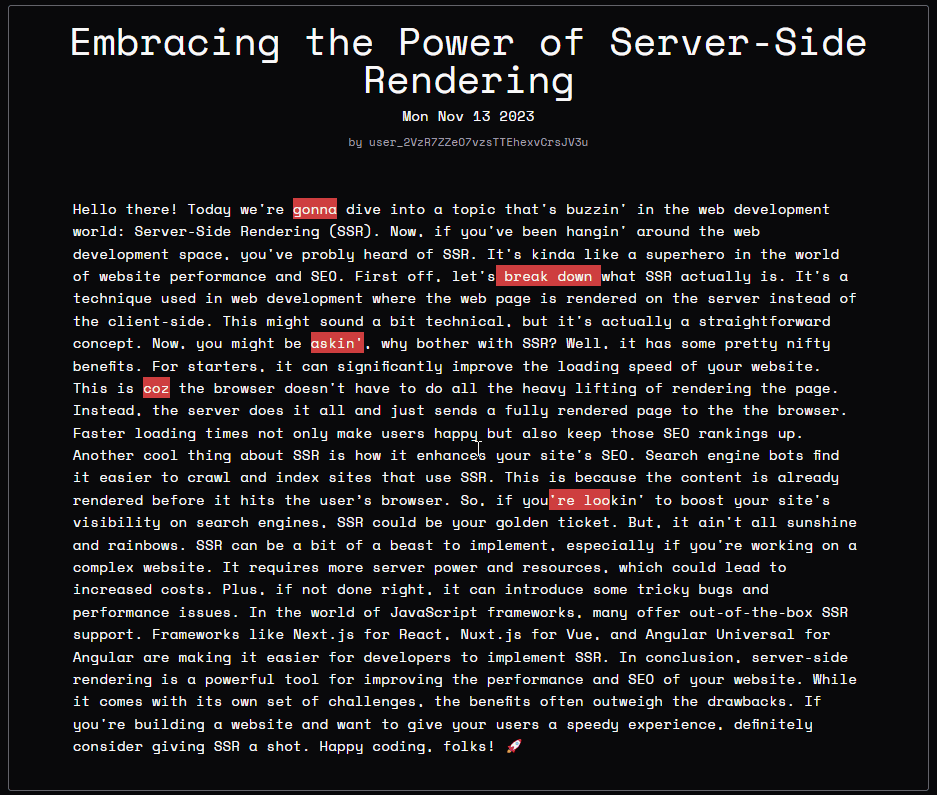 Embracing the Power of Server-Side
Rendering
Mon Nov 13 2023
by user_2VzR7ZZeO7vzsTTEhexvCrsJV3u
Hello there! Today we're gonna dive into a topic that's buzzin' in the web development
world: Server-Side Rendering (SSR). Now, if you've been hangin' around the web
development space, you've probly heard of SSR. It's kinda like a superhero in the world
of website performance and SEO. First off, let's break down what SSR actually is. It's a
technique used in web development where the web page is rendered on the server instead of
the client-side. This might sound a bit technical, but it's actually a straightforward
concept. Now, you might be askin', why bother with SSR? Well, it has some pretty nifty
benefits. For starters, it can significantly improve the loading speed of your website.
This is coz the browser doesn't have to do all the heavy lifting of rendering the page.
Instead, the server does it all and just sends a fully rendered page to the the browser.
Faster loading times not only make users happy but also keep those SEO rankings up.
Another cool thing about SSR is how it enhances your site's SEO. Search engine bots find
it easier to crawl and index sites that use SSR. This is because the content is already
rendered before it hits the user's browser. So, if you're lookin' to boost your site's
visibility on search engines, SSR could be your golden ticket. But, it ain't all sunshine
and rainbows. SSR can be a bit of a beast to implement, especially if you're working on a
complex website. It requires more server power and resources, which could lead to
increased costs. Plus, if not done right, it can introduce some tricky bugs and
performance issues. In the world of JavaScript frameworks, many offer out-of-the-box SSR
support. Frameworks like Next.js for React, Nuxt.js for Vue, and Angular Universal for
Angular are making it easier for developers to implement SSR. In conclusion, server-side
rendering is a powerful tool for improving the performance and SEO of your website. While
it comes with its own set of challenges, the benefits often outweigh the drawbacks. If
you're building a website and want to give your users a speedy experience, definitely
consider giving SSR a shot. Happy coding, folks! 🚀